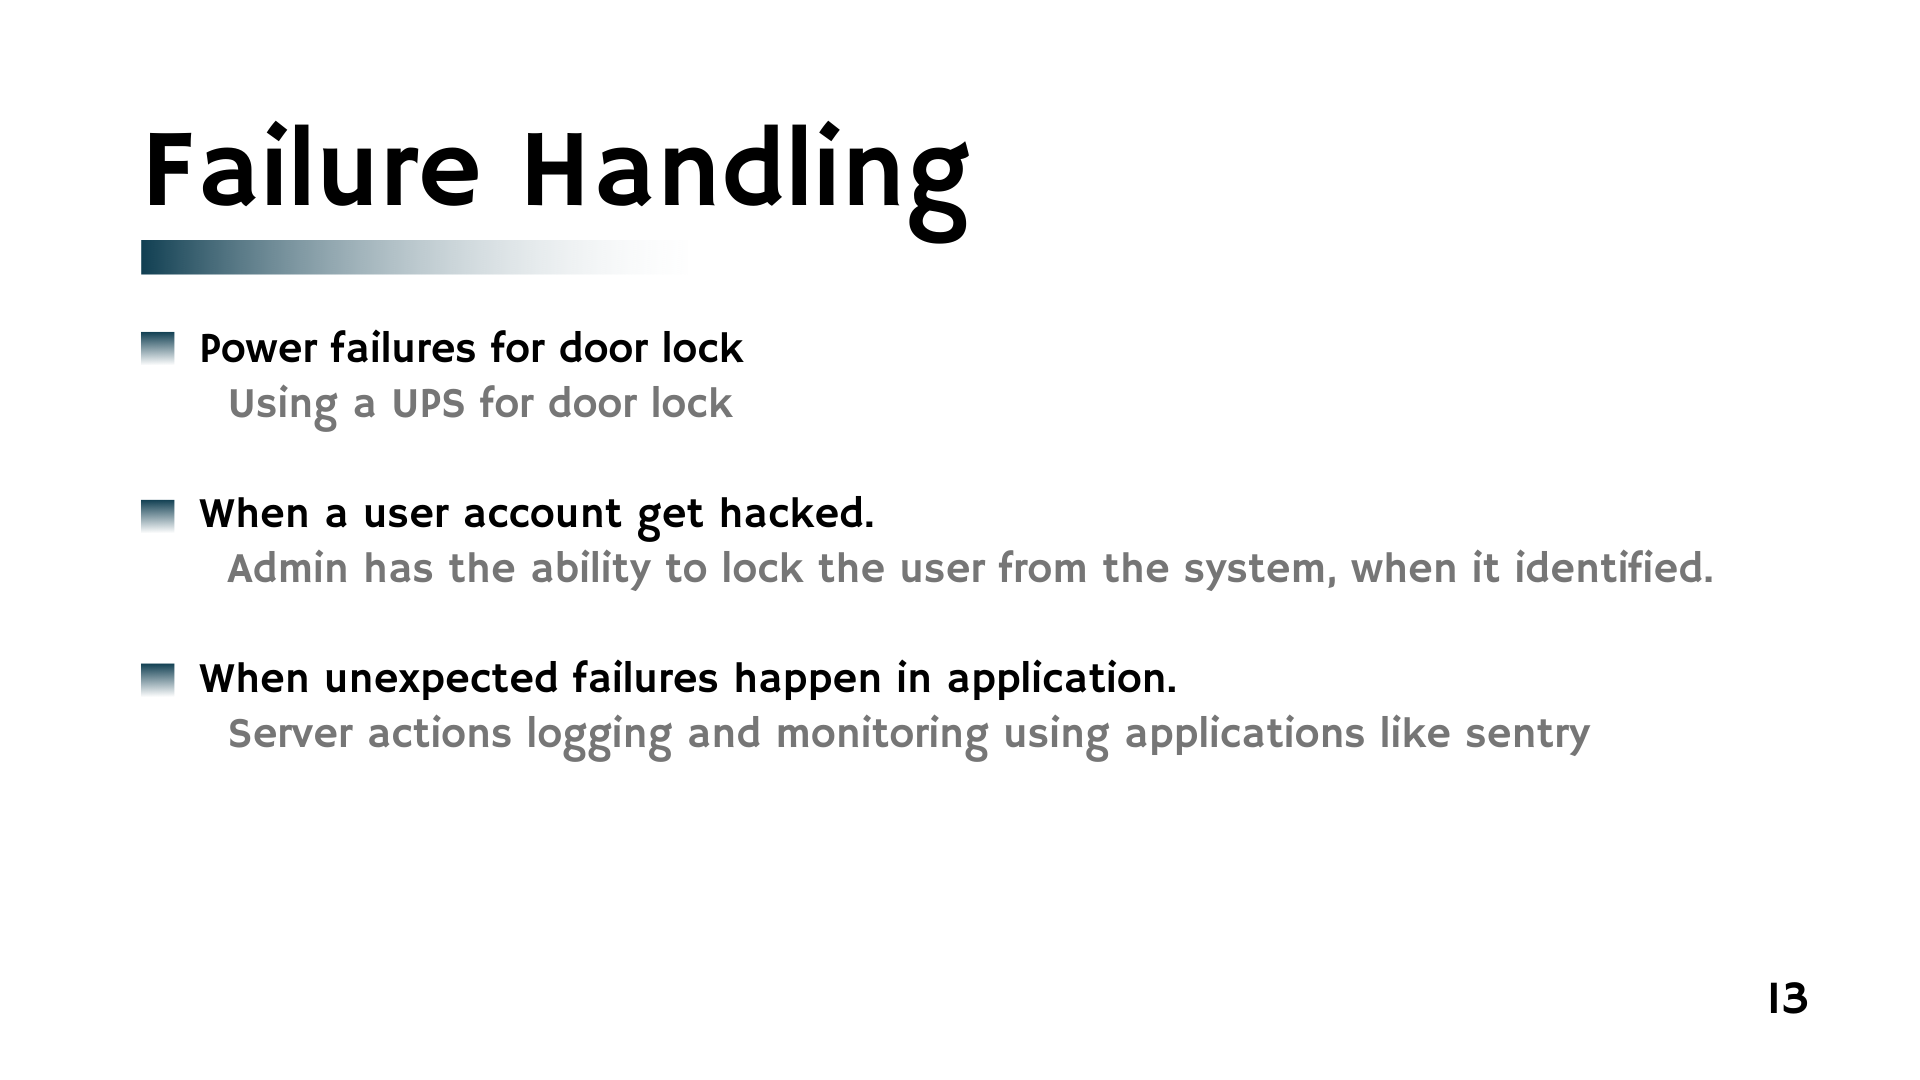 Failure Handling
Power failures for door lock
Using a UPS for door lock
When a user account get hacked.
Admin has the ability to lock the user from the system, when it identified.
When unexpected failures happen in application.
Server actions logging and monitoring using applications like sentry
13